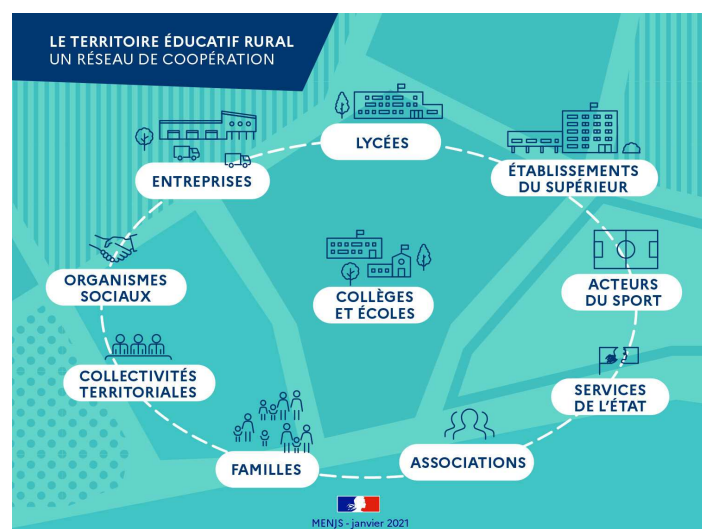 LE TERRITOIRE ÉDUCATIF RURAL
UN RÉSEAU DE COOPÉRATION
LYCÉES
ENTREPRISES
ÉTABLISSEMENTS
DU SUPÉRIEUR
ORGANISMES
SOCIAUX
COLLÈGES
ET ÉCOLES
ACTEURS
DU SPORT
COLLECTIVITÉS
TERRITORIALES
SERVICES
DE L'ÉTAT
FAMILLES
ASSOCIATIONS
MENJS - janvier 2021